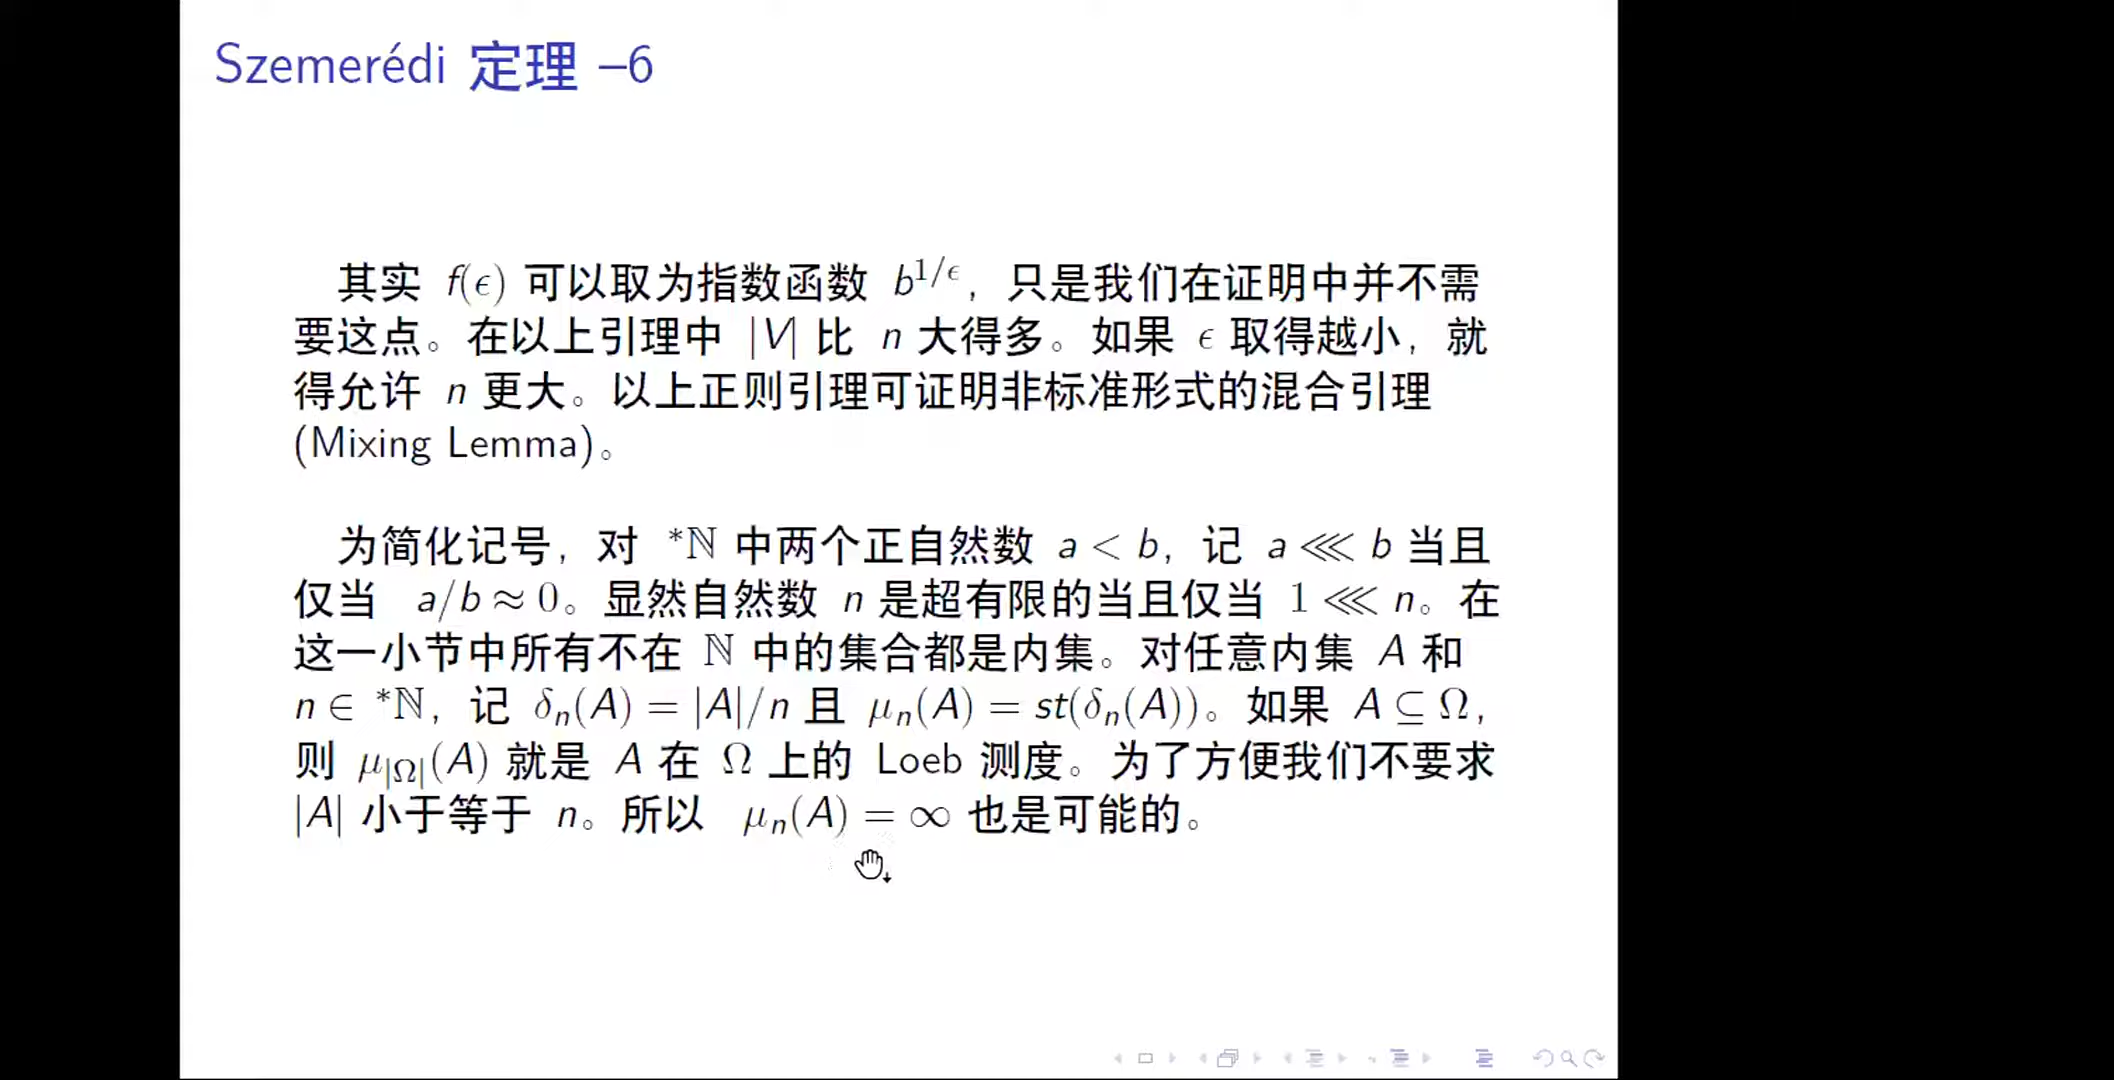 Szemerédi 定理 –6
其实 f(ϵ) 可以取为指数函数 b^{1/ϵ}，只是我们在证明中并不需
要这点。在以上引理中 |V| 比 n 大得多。如果 ϵ 取得越小，就
得允许 n 更大。以上正则引理可证明非标准形式的混合引理
(Mixing Lemma)。
为简化记号，对 *ℕ 中两个正自然数 a < b，记 a ⋘ b 当且
仅当 a/b ≈ 0。显然自然数 n 是超有限的当且仅当 1 ⋘ n。在
这一小节中所有不在 ℕ 中的集合都是内集。对任意内集 A 和
n ∈ *ℕ，记 δ_n(A) = |A|/n 且 μ_n(A) = st(δ_n(A))。如果 A ⊆ Ω，
则 μ_{|Ω|}(A) 就是 A 在 Ω 上的 Loeb 测度。为了方便我们不要求
|A| 小于等于 n。所以 μ_n(A) = ∞ 也是可能的。